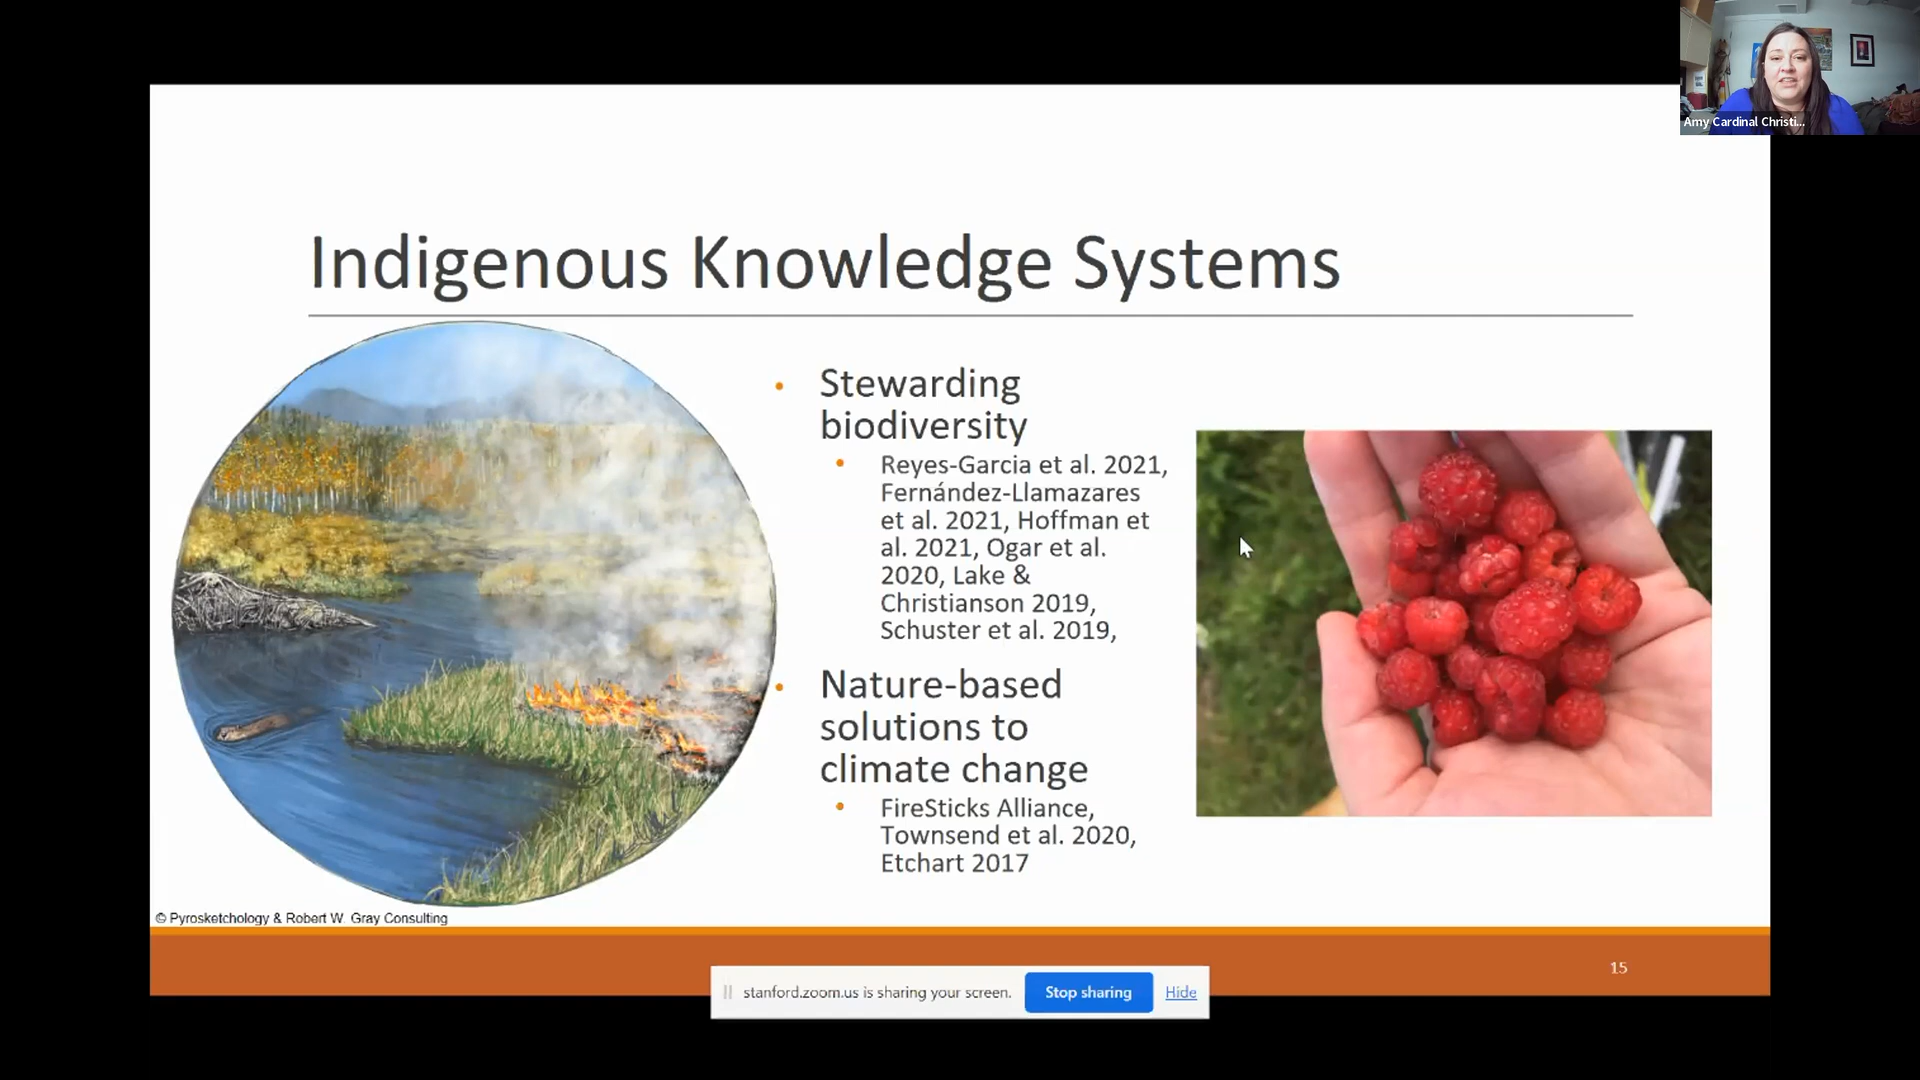 Amy Cardinal Christi...
Indigenous Knowledge Systems
• Stewarding
biodiversity
• Reyes-Garcia et al. 2021,
Fernández-Llamazares
et al. 2021, Hoffman et
al. 2021, Ogar et al.
2020, Lake &
Christianson 2019,
Schuster et al. 2019,
• Nature-based
solutions to
climate change
• FireSticks Alliance,
Townsend et al. 2020,
Etchart 2017
© Pyrosketchology & Robert W. Gray Consulting
15
stanford.zoom.us is sharing your screen. Stop sharing Hide